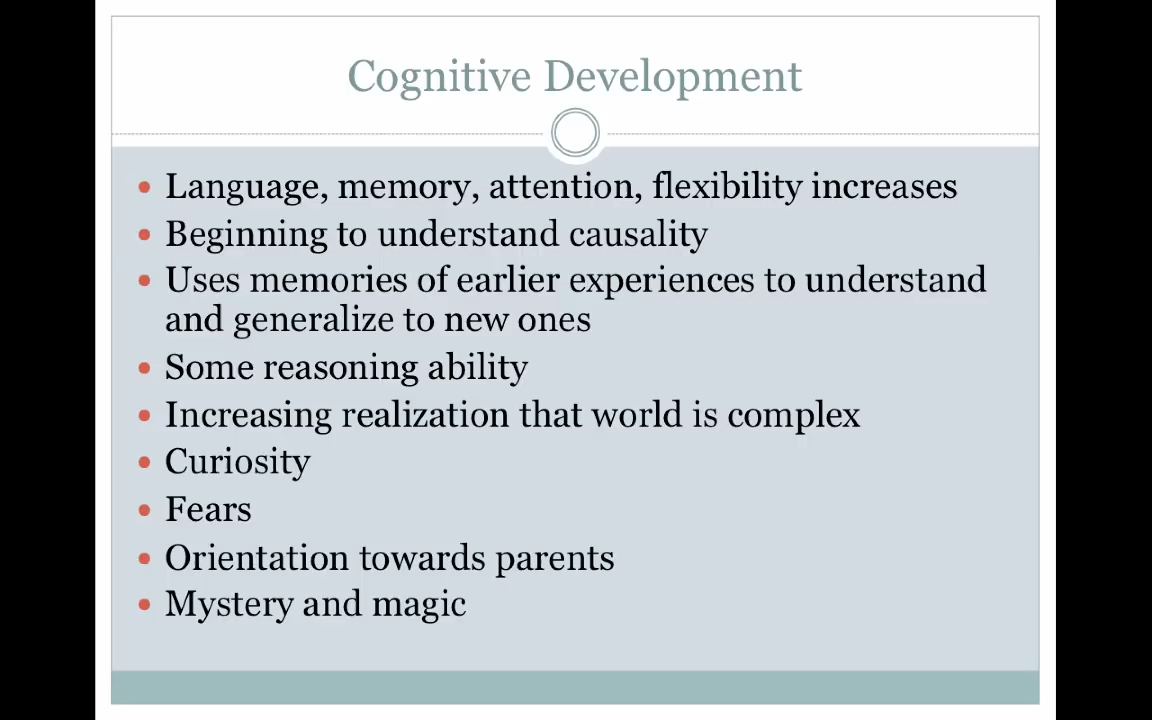 Cognitive Development
• Language, memory, attention, flexibility increases
• Beginning to understand causality
• Uses memories of earlier experiences to understand
and generalize to new ones
• Some reasoning ability
• Increasing realization that world is complex
• Curiosity
• Fears
• Orientation towards parents
• Mystery and magic